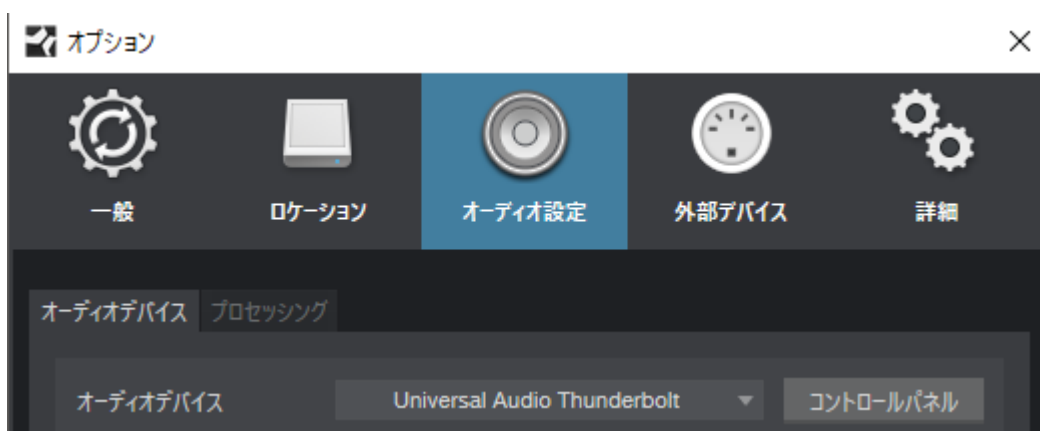 オプション
一般 ロケーション オーディオ設定 外部デバイス 詳細
オーディオデバイス プロセッシング
オーディオデバイス Universal Audio Thunderbolt コントロールパネル